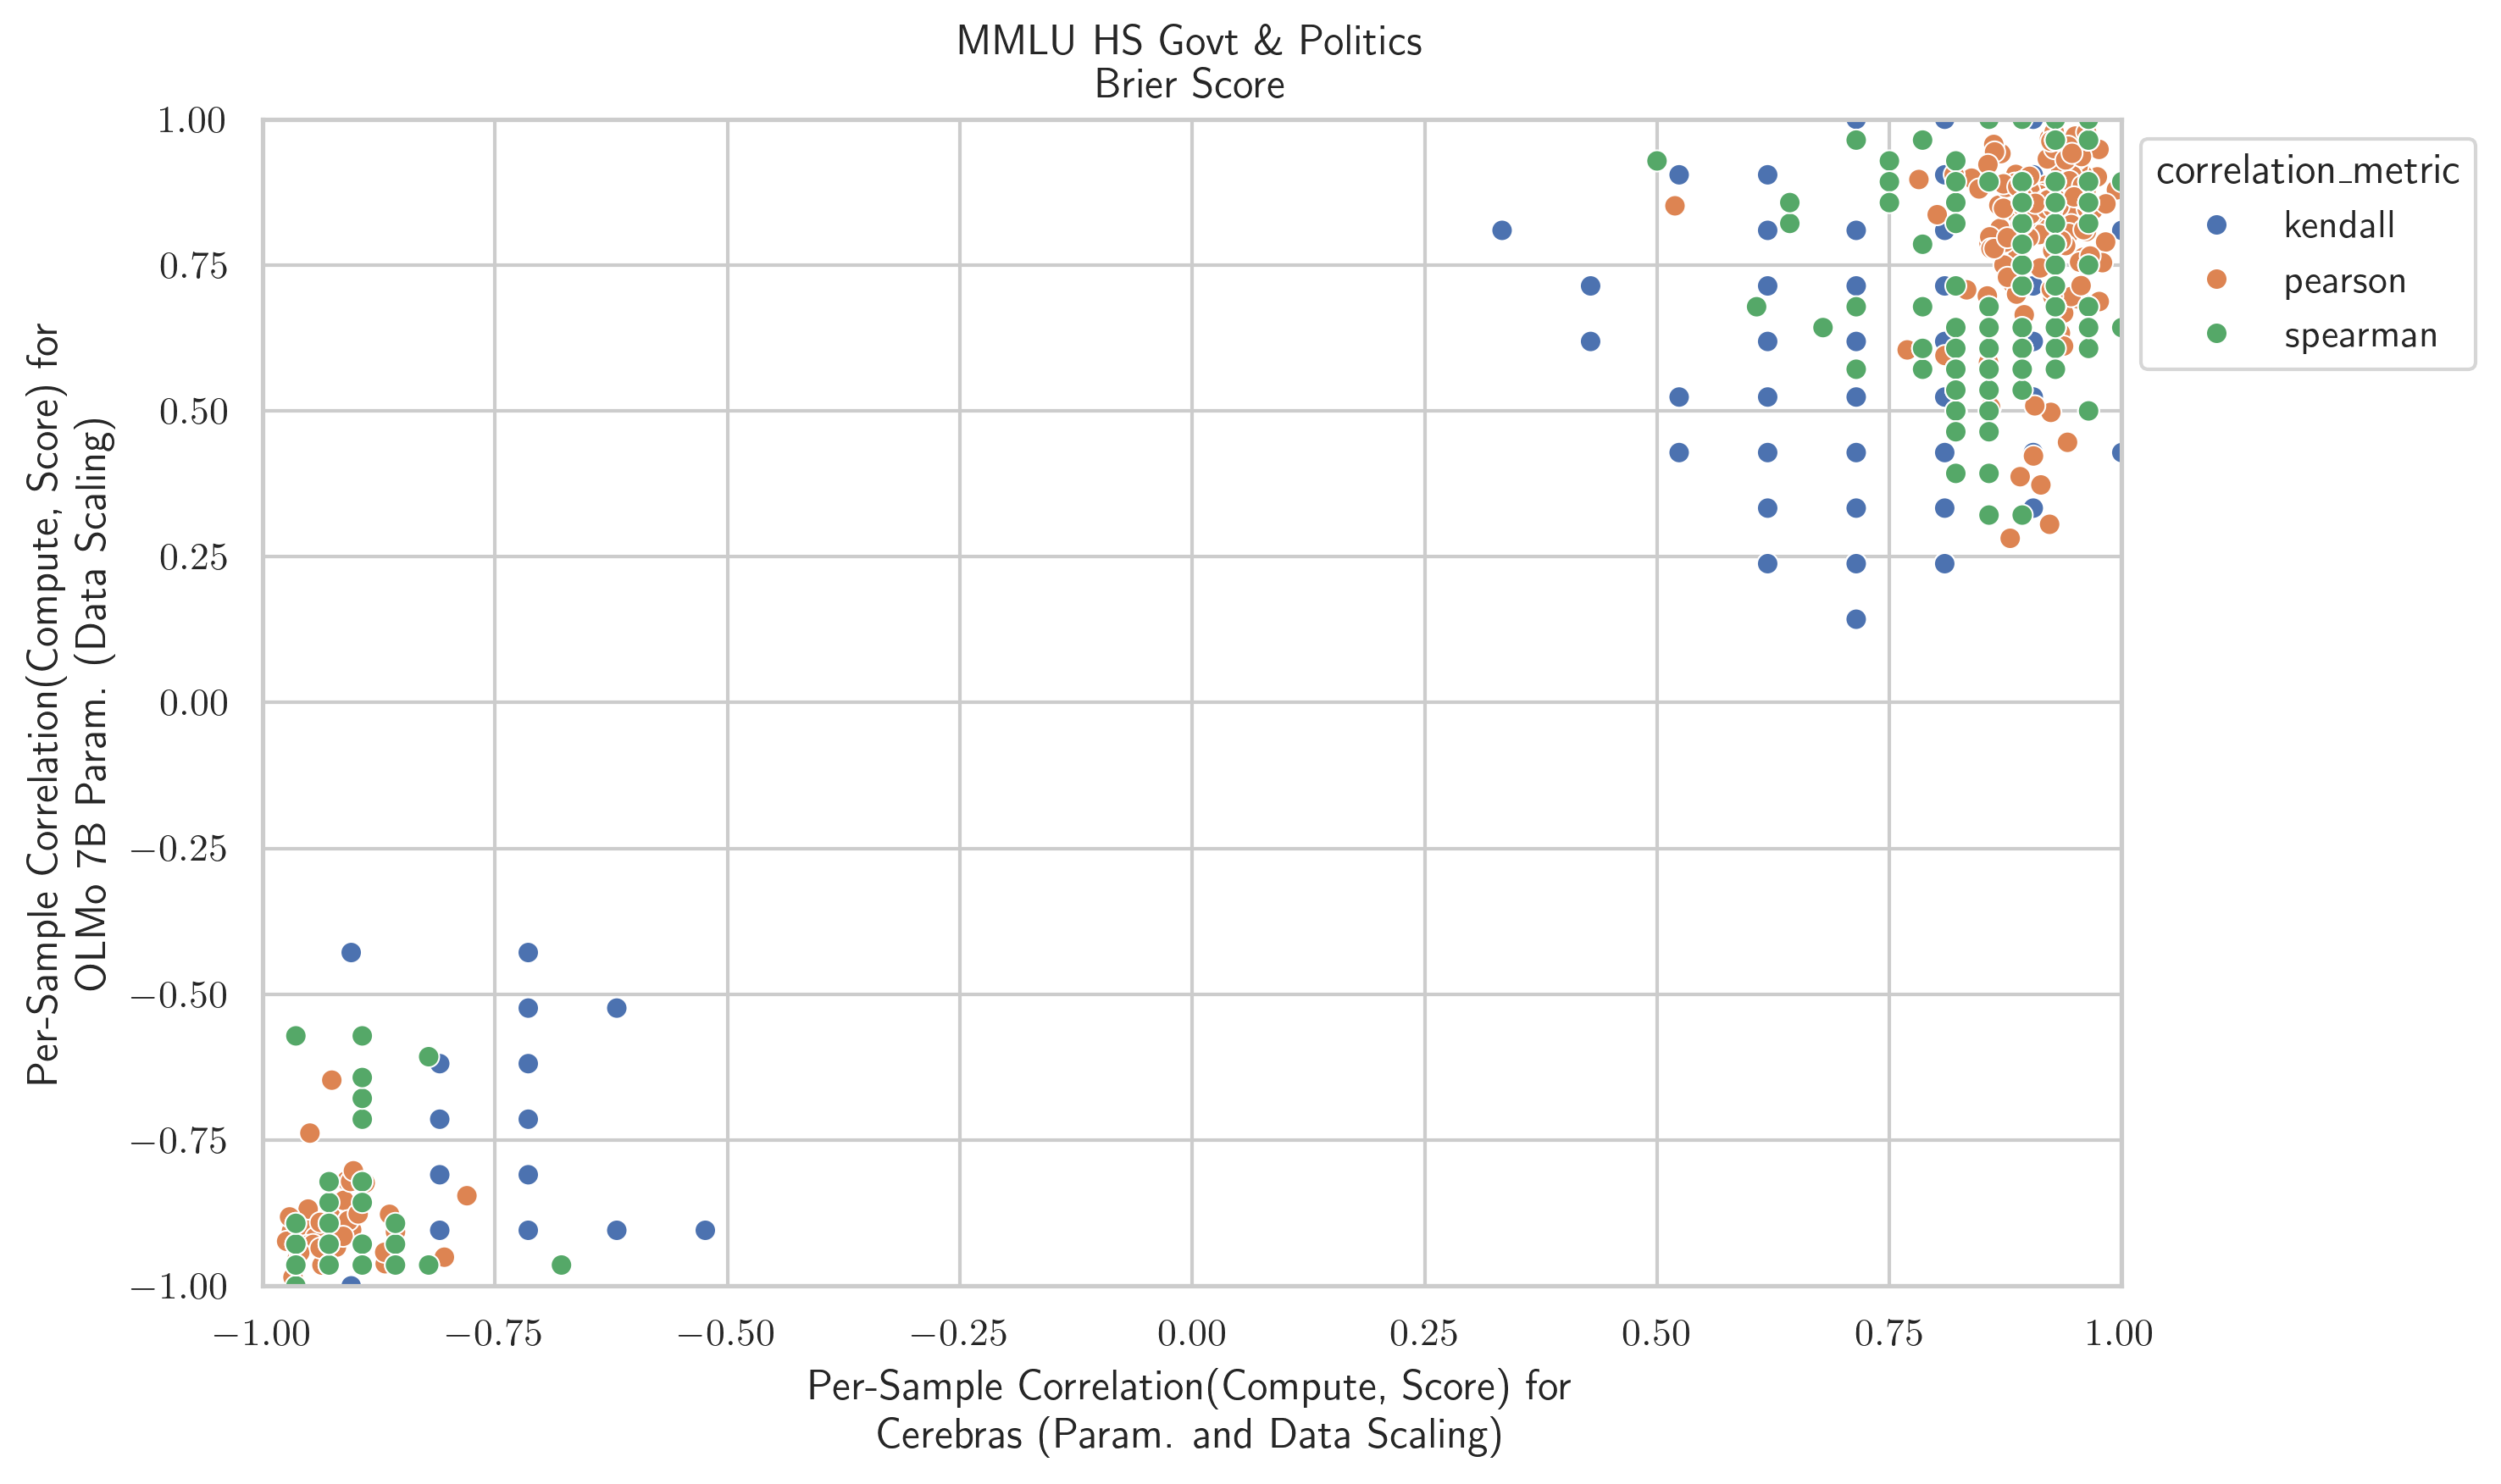 MMLU HS Govt & Politics
Brier Score
1.00
0.75
0.50
0.25
0.00
−0.25
−0.50
−0.75
−1.00
Per-Sample Correlation(Compute, Score) for
OLMo 7B Param. (Data Scaling)
correlation_metric
kendall
pearson
spearman
−1.00 −0.75 −0.50 −0.25 0.00 0.25 0.50 0.75 1.00
Per-Sample Correlation(Compute, Score) for
Cerebras (Param. and Data Scaling)